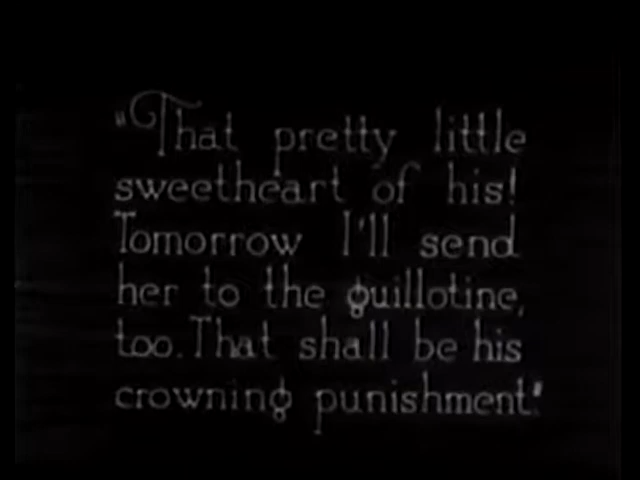 "That pretty little
sweetheart of his!
Tomorrow I'll send
her to the guillotine,
too. That shall be his
crowning punishment."